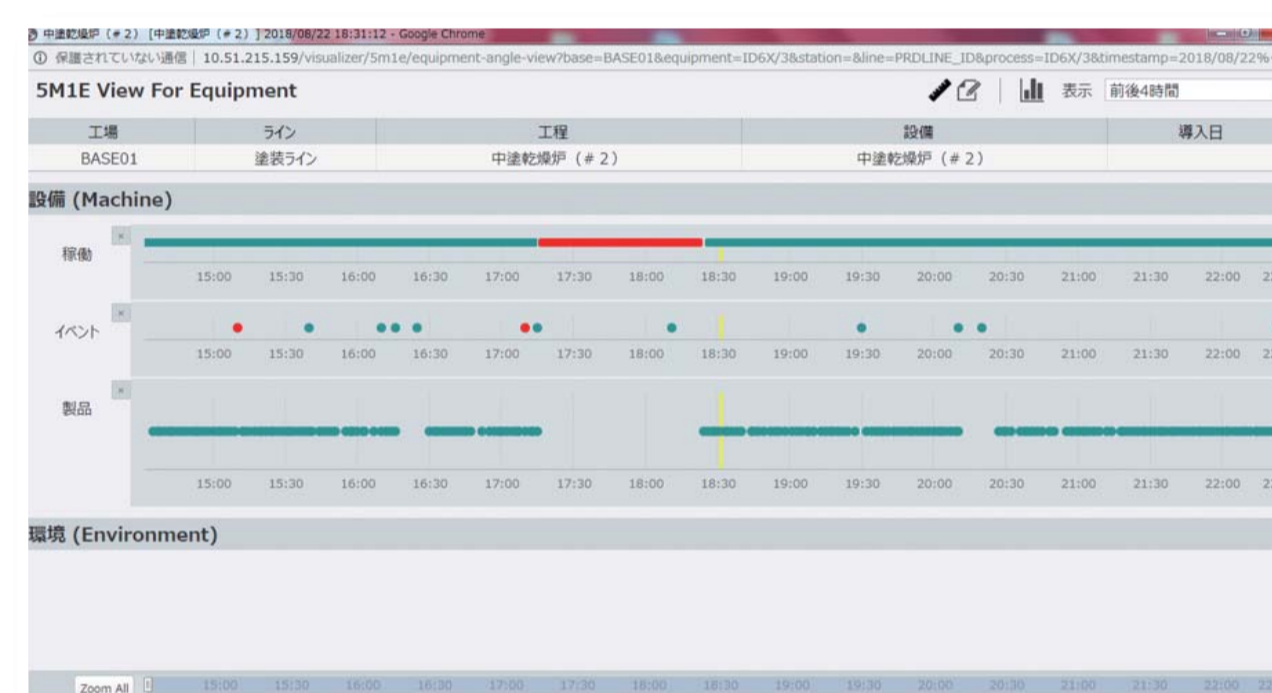 中塗乾燥炉（＃2） [中塗乾燥炉（＃2）] 2018/08/22 18:31:12 - Google Chrome
保護されていない通信 | 10.51.215.159/visualizer/5m1e/equipment-angle-view?base=BASE01&equipment=ID6X/3&station=&line=PRDLINE_ID&process=ID6X/3&timestamp=2018/08/22%
5M1E View For Equipment 表示 前後4時間
工場 ライン 工程 設備 導入日
BASE01 塗装ライン 中塗乾燥炉（＃2） 中塗乾燥炉（＃2）
設備 (Machine)
稼働
15:00 15:30 16:00 16:30 17:00 17:30 18:00 18:30 19:00 19:30 20:00 20:30 21:00 21:30 22:00
イベント
15:00 15:30 16:00 16:30 17:00 17:30 18:00 18:30 19:00 19:30 20:00 20:30 21:00 21:30 22:00
製品
15:00 15:30 16:00 16:30 17:00 17:30 18:00 18:30 19:00 19:30 20:00 20:30 21:00 21:30 22:00
環境 (Environment)
Zoom All 15:00 15:30 16:00 16:30 17:00 17:30 18:00 18:30 19:00 19:30 20:00 20:30 21:00 21:30 22:00